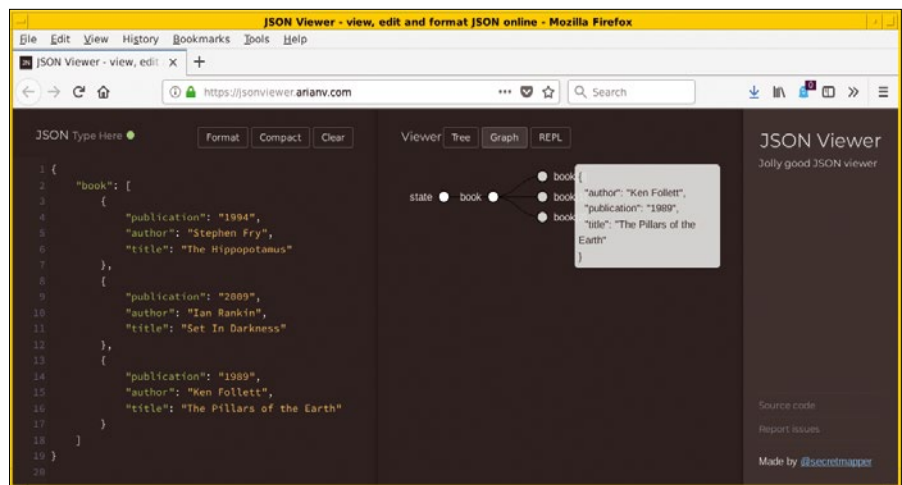 JSON Viewer - view, edit and format JSON online - Mozilla Firefox
File Edit View History Bookmarks Tools Help
JSON Viewer - view, edit
https://jsonviewer.arianv.com
Search
JSON Type Here Format Compact Clear
Viewer Tree Graph REPL
JSON Viewer
Jolly good JSON viewer
1 {
2 "book": [
3 {
4 "publication": "1994",
5 "author": "Stephen Fry",
6 "title": "The Hippopotamus"
7 },
8 {
9 "publication": "2009",
10 "author": "Ian Rankin",
11 "title": "Set In Darkness"
12 },
13 {
14 "publication": "1989",
15 "author": "Ken Follett",
16 "title": "The Pillars of the Earth"
17 }
18 ]
19 }
20
state book
book
book
book
{
"author": "Ken Follett",
"publication": "1989",
"title": "The Pillars of the
Earth"
}
Source code
Report issues
Made by @secretmapper